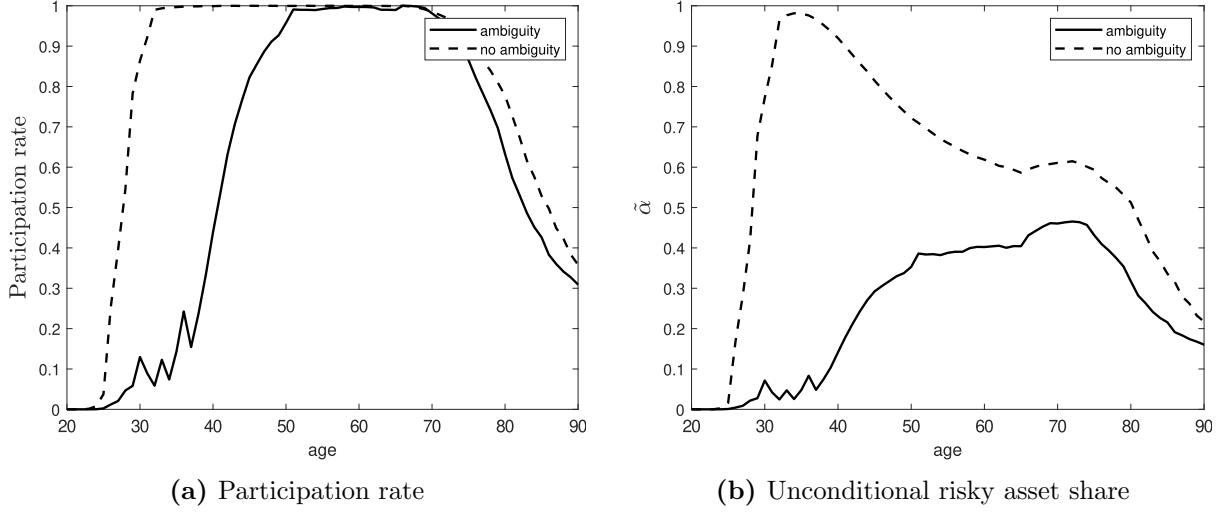 1
0.9
0.8
0.7
0.6
0.5
0.4
0.3
0.2
0.1
0
Participation rate
20 30 40 50 60 70 80 90
age
ambiguity
no ambiguity
(a) Participation rate
1
0.9
0.8
0.7
0.6
0.5
0.4
0.3
0.2
0.1
0
α̃
20 30 40 50 60 70 80 90
age
ambiguity
no ambiguity
(b) Unconditional risky asset share